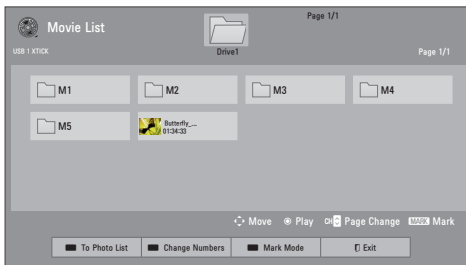 Page 1/1
Movie List
USB 1 XTICK
Drive1
Page 1/1
M1
M2
M3
M4
M5
Butterfly_...
01:34:33
Move
Play
CH Page Change
MARK Mark
To Photo List
Change Numbers
Mark Mode
Exit